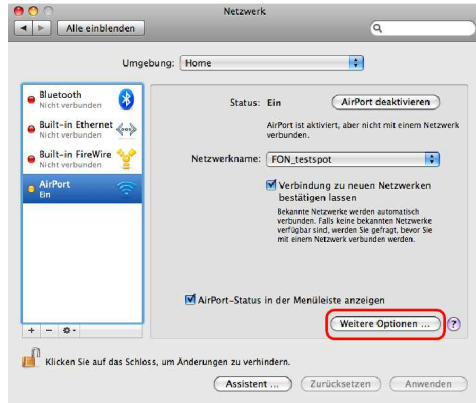 Netzwerk
Alle einblenden
Umgebung: Home
Bluetooth
Nicht verbunden
Built-in Ethernet
Nicht verbunden
Built-in FireWire
Nicht verbunden
AirPort
Ein
Status: Ein
AirPort deaktivieren
AirPort ist aktiviert, aber nicht mit einem Netzwerk
verbunden.
Netzwerkname: FON_testspot
Verbindung zu neuen Netzwerken
bestätigen lassen
Bekannte Netzwerke werden automatisch
verbunden. Falls keine bekannten Netzwerke
verfügbar sind, werden Sie gefragt, bevor Sie
mit einem Netzwerk verbunden werden.
AirPort-Status in der Menüleiste anzeigen
Weitere Optionen ... ?
+ −
Klicken Sie auf das Schloss, um Änderungen zu verhindern.
Assistent ... Zurücksetzen Anwenden